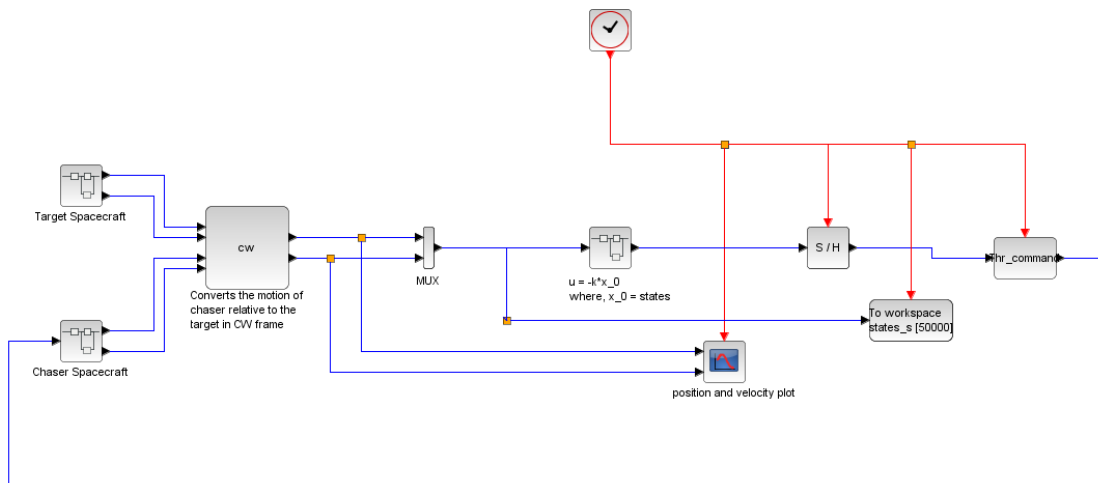 Target Spacecraft
cw
Converts the motion of
chaser relative to the
target in CW frame
Chaser Spacecraft
MUX
u = -k*x_0
where, x_0 = states
S / H
Thr_command
To workspace
states_s [50000]
position and velocity plot